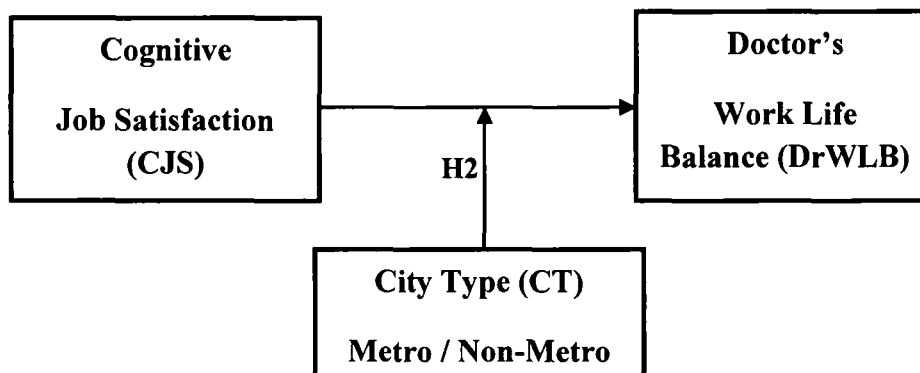 Cognitive
Job Satisfaction
(CJS)
Doctor's
Work Life
Balance (DrWLB)
H2
City Type (CT)
Metro / Non-Metro